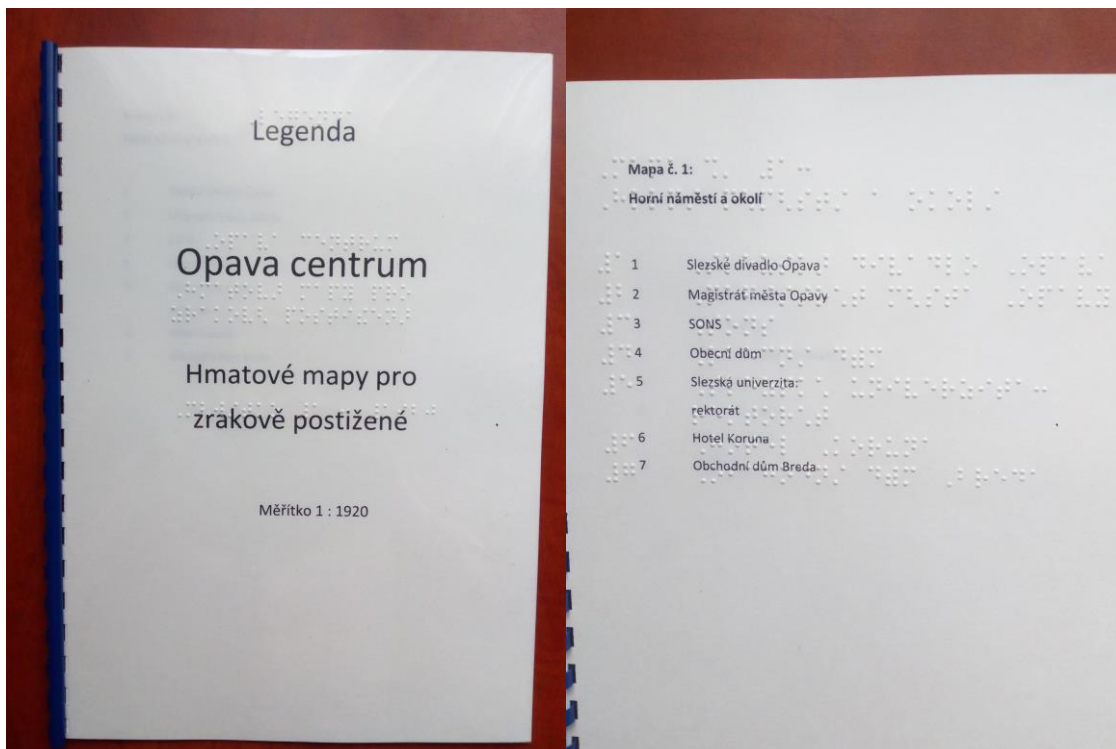 Legenda
Opava centrum
Hmatové mapy pro
zrakově postižené
Měřítko 1 : 1920
Mapa č. 1:
Horní náměstí a okolí
1 Slezské divadlo Opava
2 Magistrát města Opavy
3 SONS
4 Obecní dům
5 Slezská univerzita:
rektorát
6 Hotel Koruna
7 Obchodní dům Breda